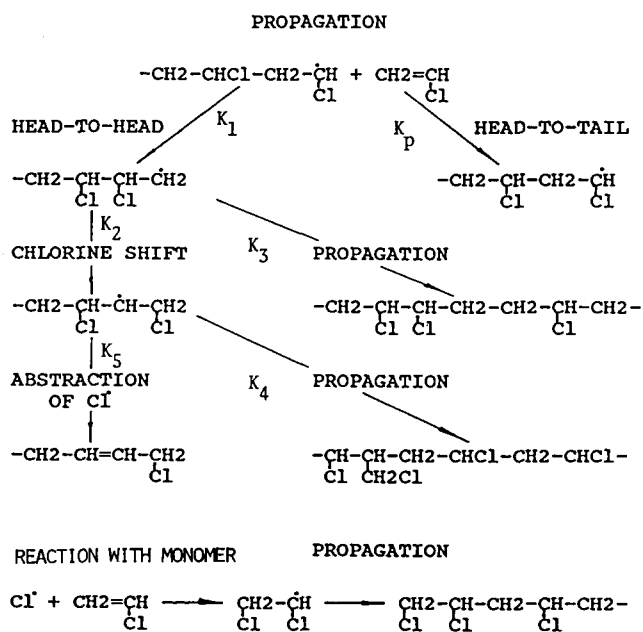 PROPAGATION
-CH2-CHCl-CH2-ĊH + CH2=CH
Cl Cl
HEAD-TO-HEAD K1 Kp HEAD-TO-TAIL
-CH2-CH-CH-ĊH2 -CH2-CH-CH2-ĊH
Cl Cl Cl Cl
K2
CHLORINE SHIFT K3 PROPAGATION
-CH2-CH-ĊH-CH2 -CH2-CH-CH-CH2-CH2-CH-CH2-
Cl Cl Cl Cl Cl
K5
ABSTRACTION K4 PROPAGATION
OF Cl·
-CH2-CH=CH-CH2 -CH-CH-CH2-CHCl-CH2-CHCl-
Cl Cl CH2Cl
REACTION WITH MONOMER PROPAGATION
Cl· + CH2=CH CH2-ĊH CH2-CH-CH2-CH-CH2-
Cl Cl Cl Cl Cl Cl